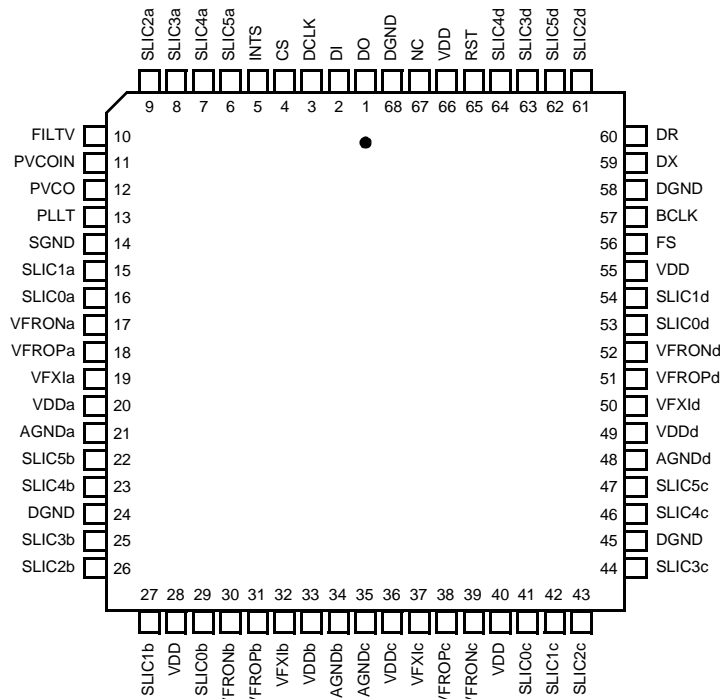 SLIC2a SLIC3a SLIC4a SLIC5a INTS CS DCLK DI DO DGND NC VDD RST SLIC4d SLIC3d SLIC5d SLIC2d
9 8 7 6 5 4 3 2 1 68 67 66 65 64 63 62 61
FILTV 10 60 DR
PVCOIN 11 59 DX
PVCO 12 58 DGND
PLLT 13 57 BCLK
SGND 14 56 FS
SLIC1a 15 55 VDD
SLIC0a 16 54 SLIC1d
VFRONa 17 53 SLIC0d
VFROPa 18 52 VFRONd
VFXIa 19 51 VFROPd
VDDa 20 50 VFXId
AGNDa 21 49 VDDd
SLIC5b 22 48 AGNDd
SLIC4b 23 47 SLIC5c
DGND 24 46 SLIC4c
SLIC3b 25 45 DGND
SLIC2b 26 44 SLIC3c
27 28 29 30 31 32 33 34 35 36 37 38 39 40 41 42 43
SLIC1b VDD SLIC0b VFRONb VFROPb VFXIb VDDb AGNDb AGNDc VDDc VFXIc VFROPc VFRONc VDD SLIC0c SLIC1c SLIC2c